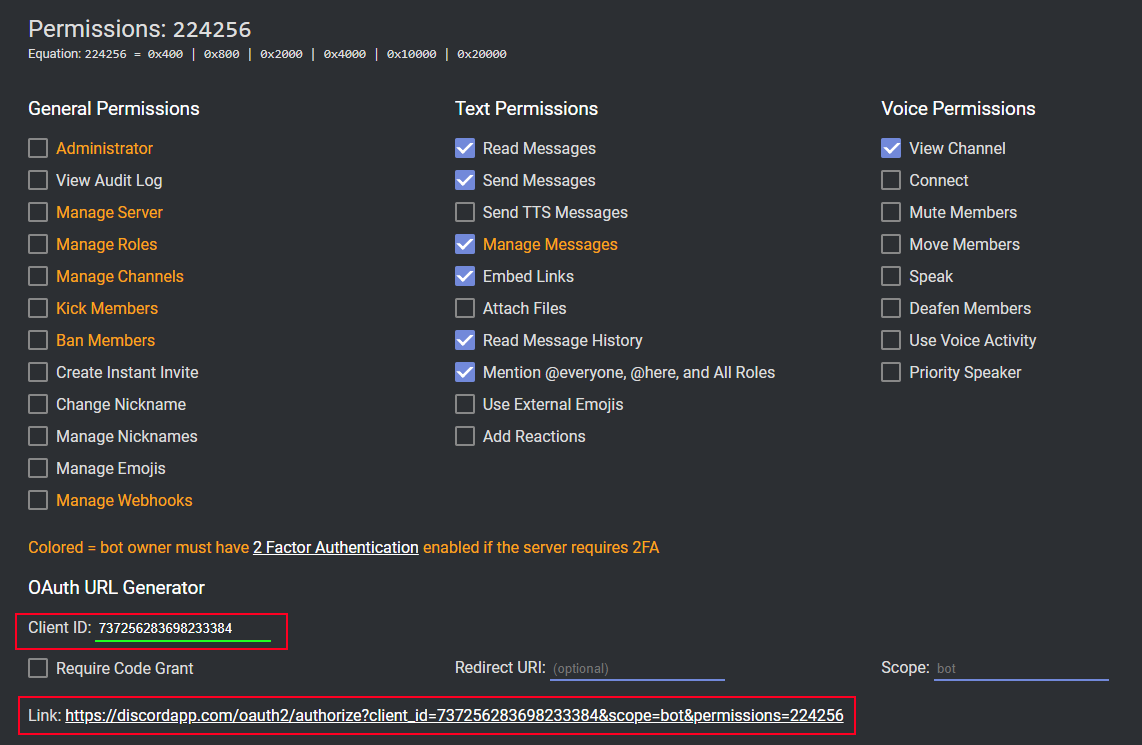 Permissions: 224256
Equation: 224256 = 0x400 | 0x800 | 0x2000 | 0x4000 | 0x10000 | 0x20000
General Permissions
Administrator
View Audit Log
Manage Server
Manage Roles
Manage Channels
Kick Members
Ban Members
Create Instant Invite
Change Nickname
Manage Nicknames
Manage Emojis
Manage Webhooks
Text Permissions
Read Messages
Send Messages
Send TTS Messages
Manage Messages
Embed Links
Attach Files
Read Message History
Mention @everyone, @here, and All Roles
Use External Emojis
Add Reactions
Voice Permissions
View Channel
Connect
Mute Members
Move Members
Speak
Deafen Members
Use Voice Activity
Priority Speaker
Colored = bot owner must have 2 Factor Authentication enabled if the server requires 2FA
OAuth URL Generator
Client ID: 737256283698233384
Require Code Grant
Redirect URI: (optional)
Scope: bot
Link: https://discordapp.com/oauth2/authorize?client_id=737256283698233384&scope=bot&permissions=224256